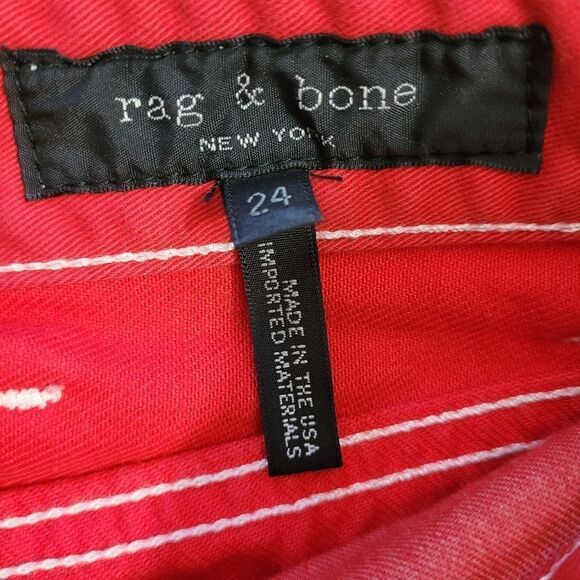 rag & bone
NEW YORK
24
MADE IN THE USA
IMPORTED MATERIALS